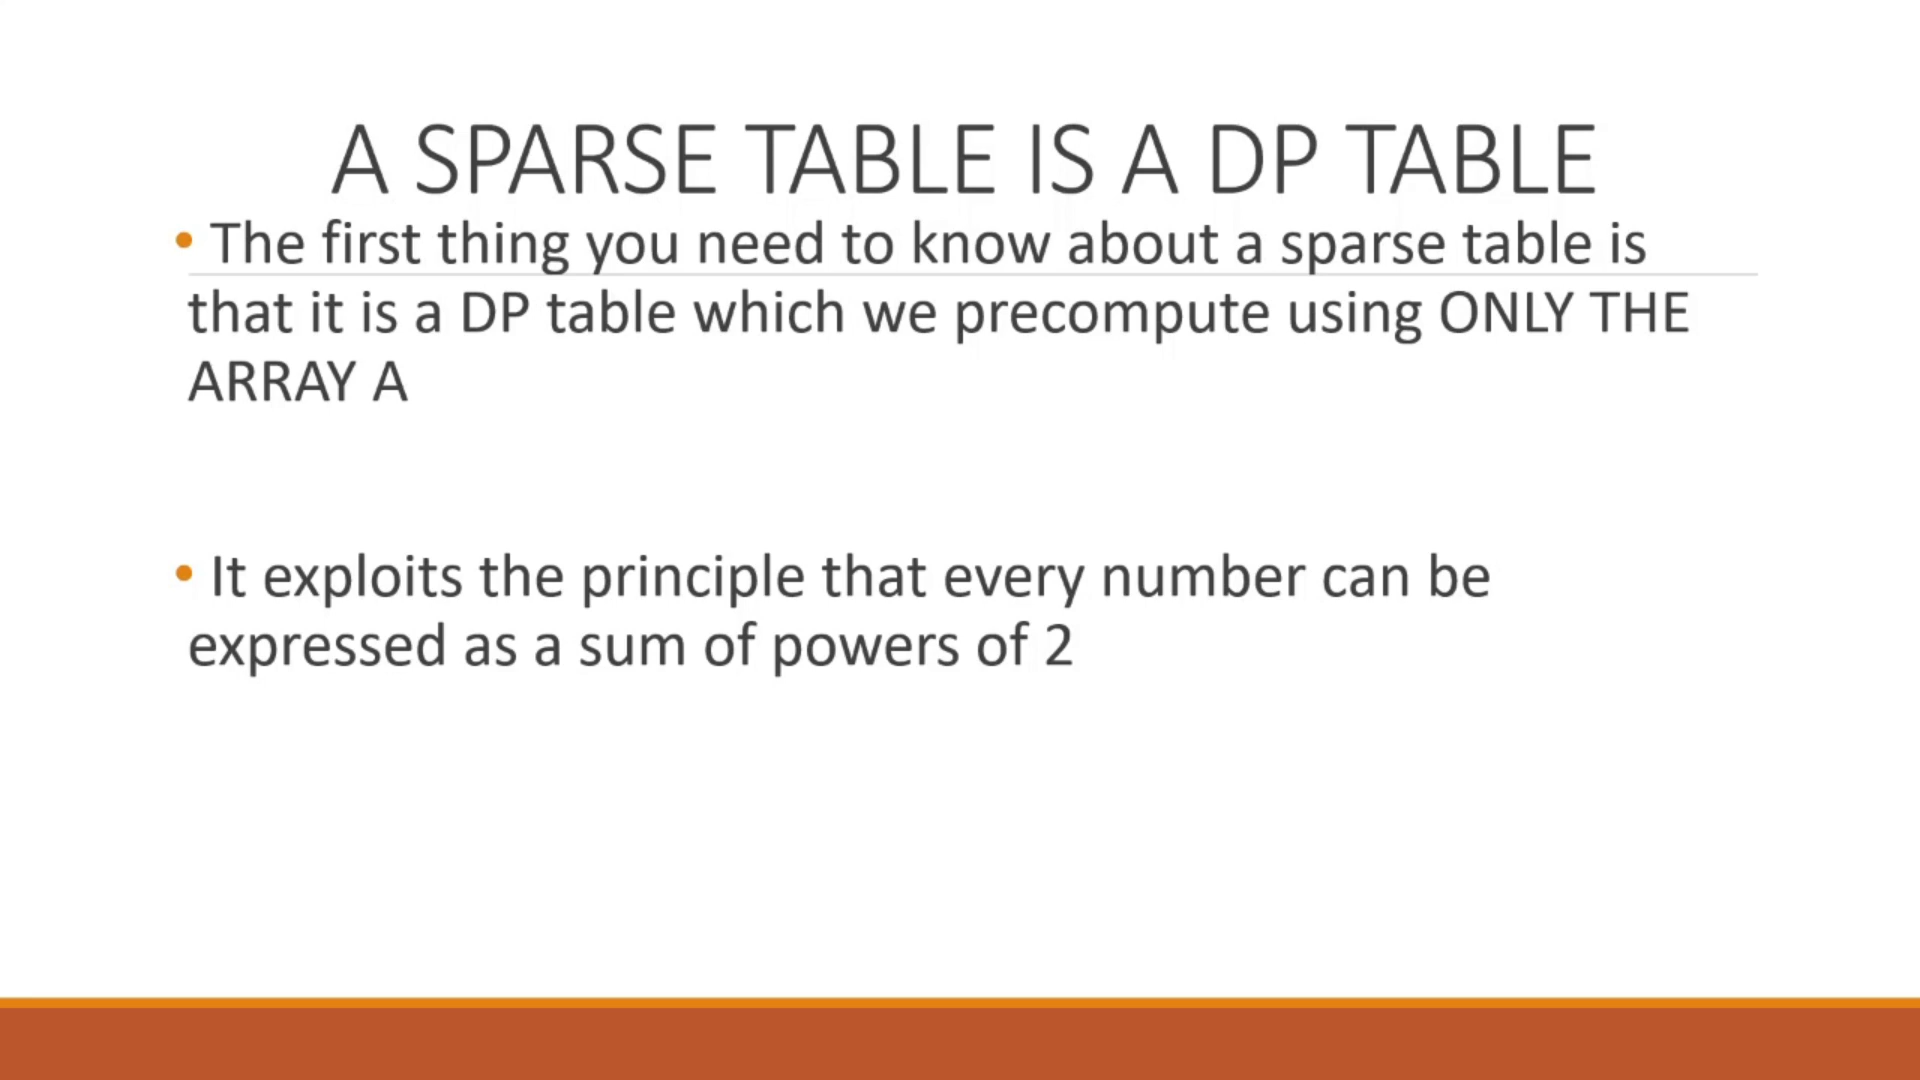 A SPARSE TABLE IS A DP TABLE
• The first thing you need to know about a sparse table is
that it is a DP table which we precompute using ONLY THE
ARRAY A
• It exploits the principle that every number can be
expressed as a sum of powers of 2